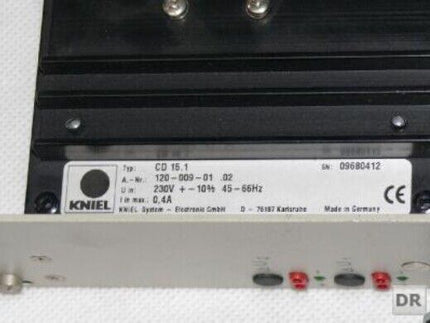 Typ: CD 15.1 SN: 09680412
A.-Nr.: 120-009-01 .02
U in: 230V +-10% 45-66Hz
I in max: 0,4A
KNIEL
KNIEL System - Electronic GmbH D - 76187 Karlsruhe Made in Germany
CE
DR